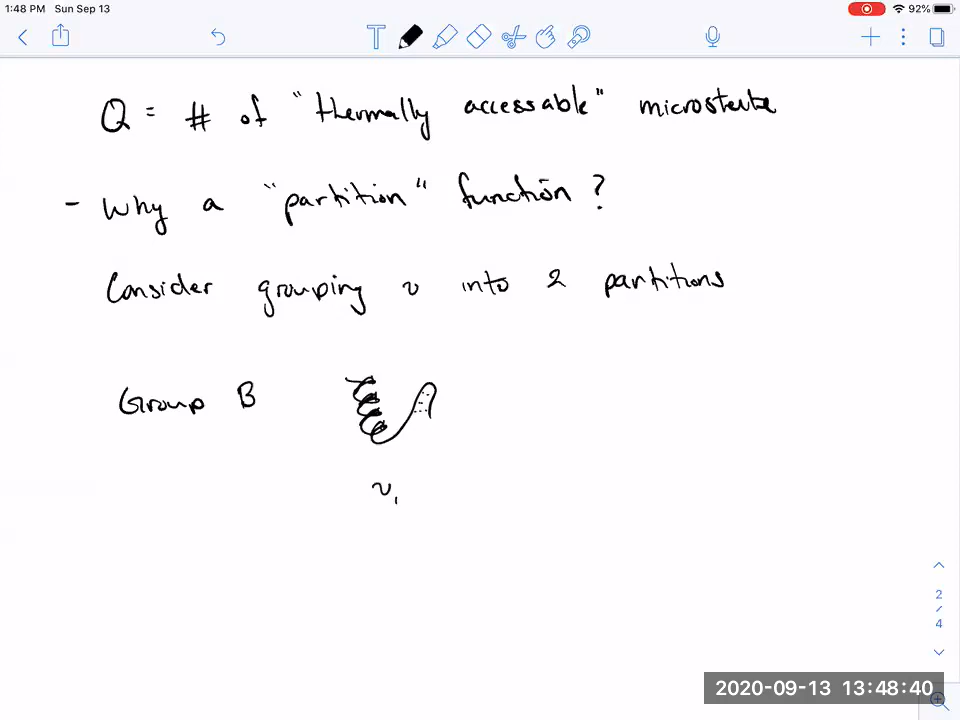 1:48 PM Sun Sep 13
92%
Q = # of "thermally accessable" microstate
- Why a "partition" function?
Consider grouping ν into 2 partitions
Group B
ν₁
2 / 4
2020-09-13 13:48:40